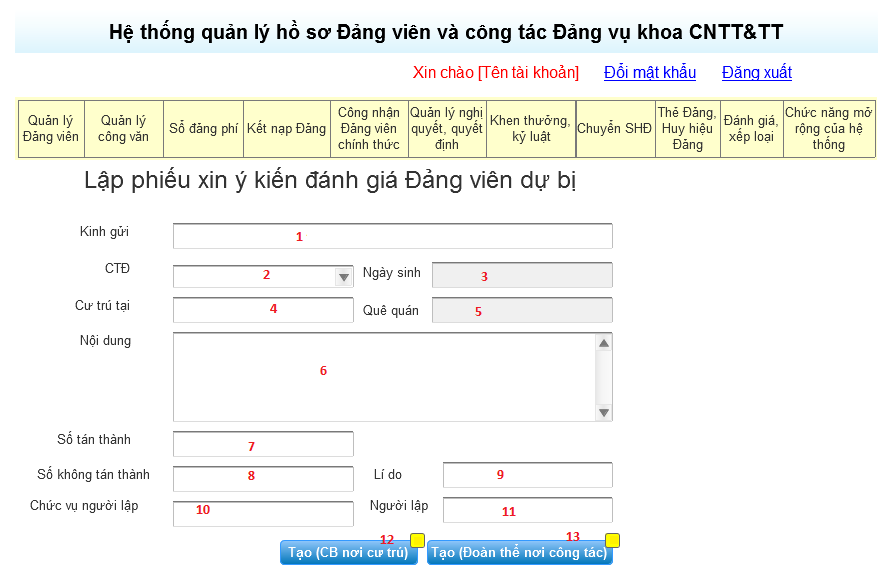 Hệ thống quản lý hồ sơ Đảng viên và công tác Đảng vụ khoa CNTT&TT
Xin chào [Tên tài khoản] Đổi mật khẩu Đăng xuất
Quản lý
Đảng viên
Quản lý
công văn
Sổ đảng phí
Kết nạp Đảng
Công nhận
Đảng viên
chính thức
Quản lý nghị
quyết, quyết
định
Khen thưởng,
kỷ luật
Chuyển SHĐ
Thẻ Đảng,
Huy hiệu
Đảng
Đánh giá,
xếp loại
Chức năng mở
rộng của hệ
thống
Lập phiếu xin ý kiến đánh giá Đảng viên dự bị
Kinh gửi 1
CTĐ 2 Ngày sinh 3
Cư trú tại 4 Quê quán 5
Nội dung 6
Số tán thành 7
Số không tán thành 8 Lí do 9
Chức vụ người lập 10 Người lập 11
12 13
Tạo (CB nơi cư trú) Tạo (Đoàn thể nơi công tác)